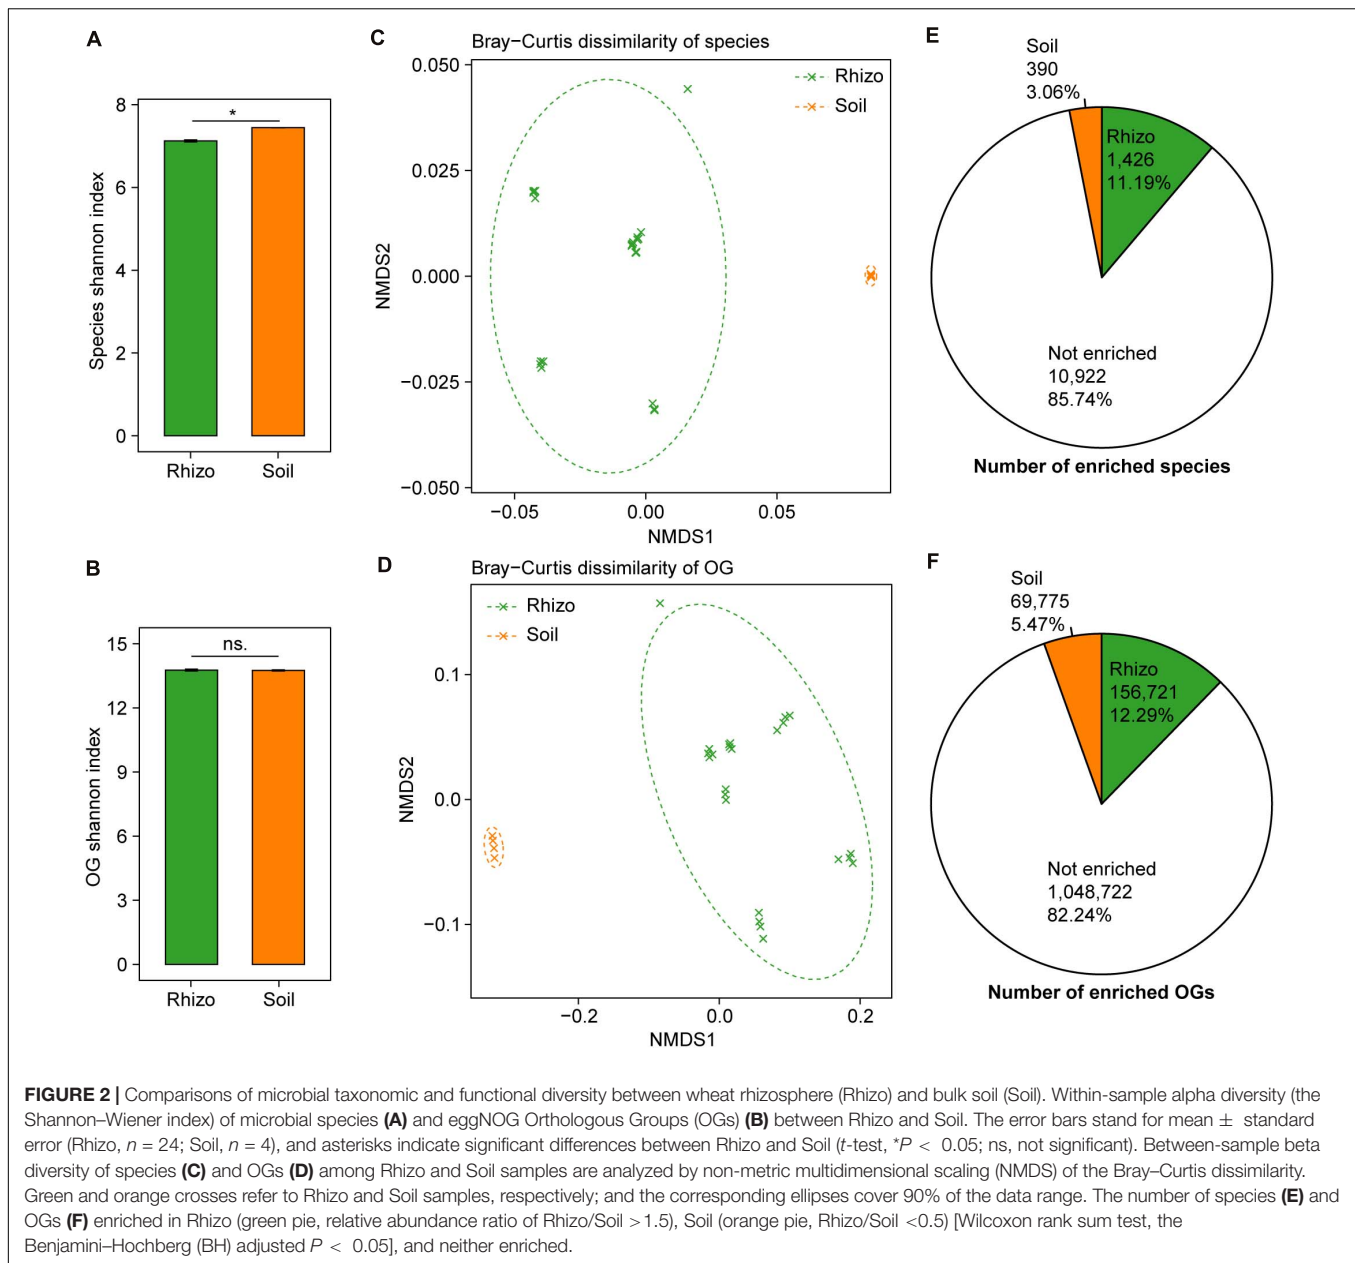 A
8
6
4
2
0
Species shannon index
*
Rhizo
Soil
B
15
12
9
6
3
0
OG shannon index
ns.
Rhizo
Soil
C
Bray−Curtis dissimilarity of species
0.050
0.025
0.000
−0.025
−0.050
NMDS2
Rhizo
Soil
−0.05
0.00
0.05
NMDS1
D
Bray−Curtis dissimilarity of OG
Rhizo
Soil
0.1
0.0
−0.1
NMDS2
−0.2
0.0
0.2
NMDS1
E
Soil
390
3.06%
Rhizo
1,426
11.19%
Not enriched
10,922
85.74%
Number of enriched species
F
Soil
69,775
5.47%
Rhizo
156,721
12.29%
Not enriched
1,048,722
82.24%
Number of enriched OGs
FIGURE 2 | Comparisons of microbial taxonomic and functional diversity between wheat rhizosphere (Rhizo) and bulk soil (Soil). Within-sample alpha diversity (the
Shannon–Wiener index) of microbial species (A) and eggNOG Orthologous Groups (OGs) (B) between Rhizo and Soil. The error bars stand for mean ± standard
error (Rhizo, n = 24; Soil, n = 4), and asterisks indicate significant differences between Rhizo and Soil (t-test, *P < 0.05; ns, not significant). Between-sample beta
diversity of species (C) and OGs (D) among Rhizo and Soil samples are analyzed by non-metric multidimensional scaling (NMDS) of the Bray–Curtis dissimilarity.
Green and orange crosses refer to Rhizo and Soil samples, respectively; and the corresponding ellipses cover 90% of the data range. The number of species (E) and
OGs (F) enriched in Rhizo (green pie, relative abundance ratio of Rhizo/Soil >1.5), Soil (orange pie, Rhizo/Soil <0.5) [Wilcoxon rank sum test, the
Benjamini–Hochberg (BH) adjusted P < 0.05], and neither enriched.